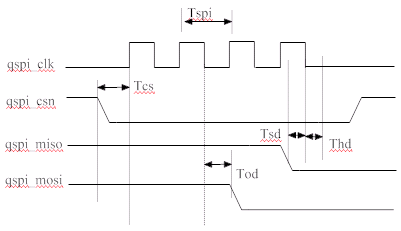 Tspi
qspi_clk
Tcs
qspi_csn
Tsd
Thd
qspi_miso
Tod
qspi_mosi